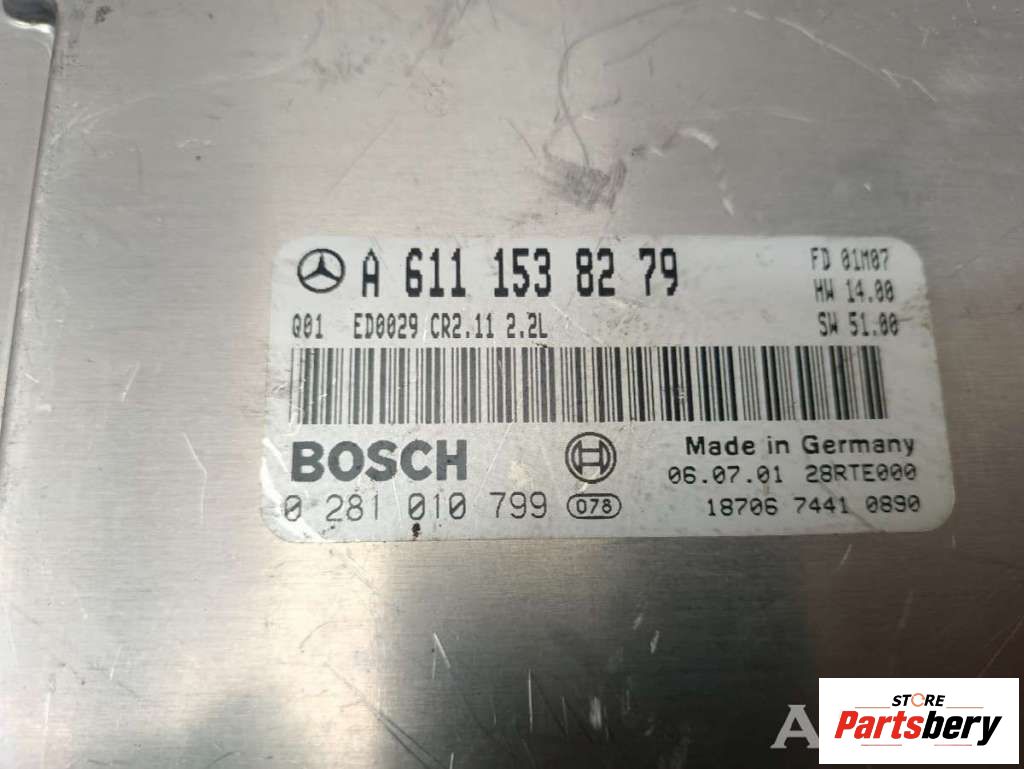 A 611 153 82 79
FD 01M07
HW 14.00
Q01 ED0029 CR2.11 2.2L
SW 51.00
BOSCH
Made in Germany
06.07.01 28RTE000
0 281 010 799 078
18706 7441 0890
A
STORE
Partsbery